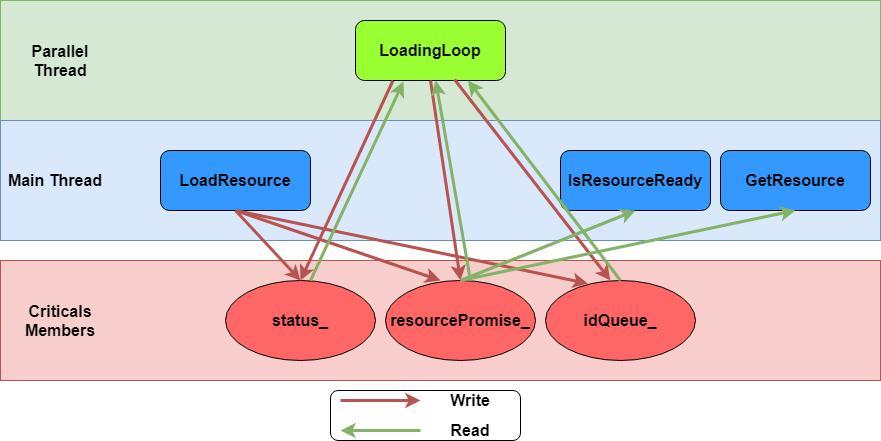 Parallel
Thread
LoadingLoop
Main Thread
LoadResource
IsResourceReady
GetResource
Criticals
Members
status_
resourcePromise_
idQueue_
Write
Read